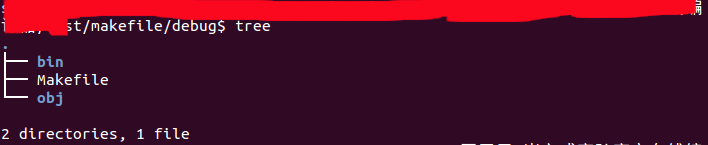 st/makefile/debug$ tree
.
├── bin
├── Makefile
└── obj
2 directories, 1 file